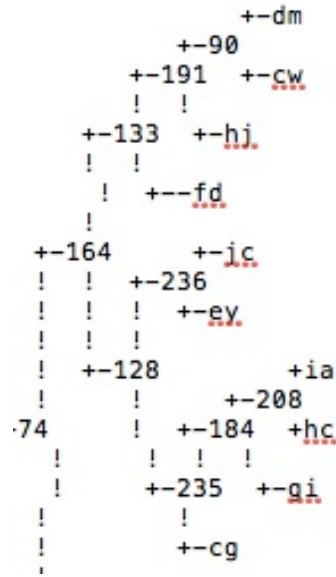 +-dm
+-90
+-191 +-cw
! !
+-133 +-hj
! !
! +--fd
!
+-164 +-jc
! ! +-236
! ! ! +-ey
! ! !
! +-128 +ia
! ! +-208
-74 ! +-184 +hc
! ! ! !
! +-235 +-gi
! !
! +-cg
!